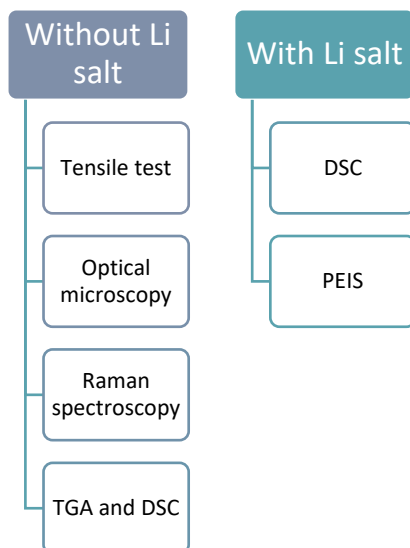 Without Li
salt
Tensile test
Optical
microscopy
Raman
spectroscopy
TGA and DSC
With Li salt
DSC
PEIS